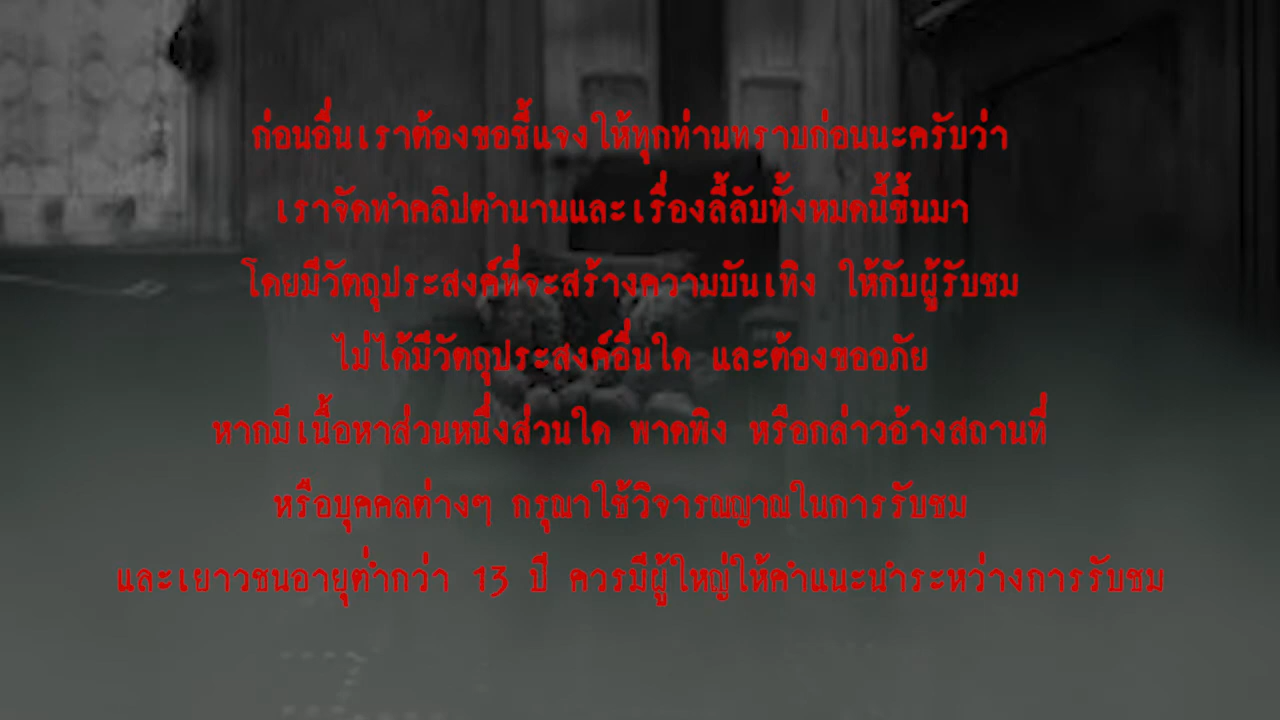 ก่อนอื่นเราต้องขอชี้แจงให้ทุกท่านทราบก่อนนะครับว่า
เราจัดทำคลิปตำนานและเรื่องลี้ลับทั้งหมดนี้ขึ้นมา
โดยมีวัตถุประสงค์ที่จะสร้างความบันเทิง ให้กับผู้รับชม
ไม่ได้มีวัตถุประสงค์อื่นใด และต้องขออภัย
หากมีเนื้อหาส่วนหนึ่งส่วนใด พาดพิง หรือกล่าวอ้างสถานที่
หรือบุคคลต่างๆ กรุณาใช้วิจารณญาณในการรับชม
และเยาวชนอายุต่ำกว่า 13 ปี ควรมีผู้ใหญ่ให้คำแนะนำระหว่างการรับชม